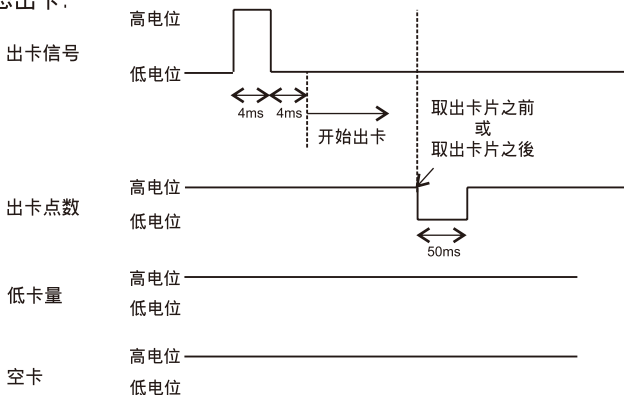 出卡:
出卡信号
高电位
低电位
4ms
4ms
开始出卡
取出卡片之前
或
取出卡片之後
出卡点数
高电位
低电位
50ms
低卡量
高电位
低电位
空卡
高电位
低电位